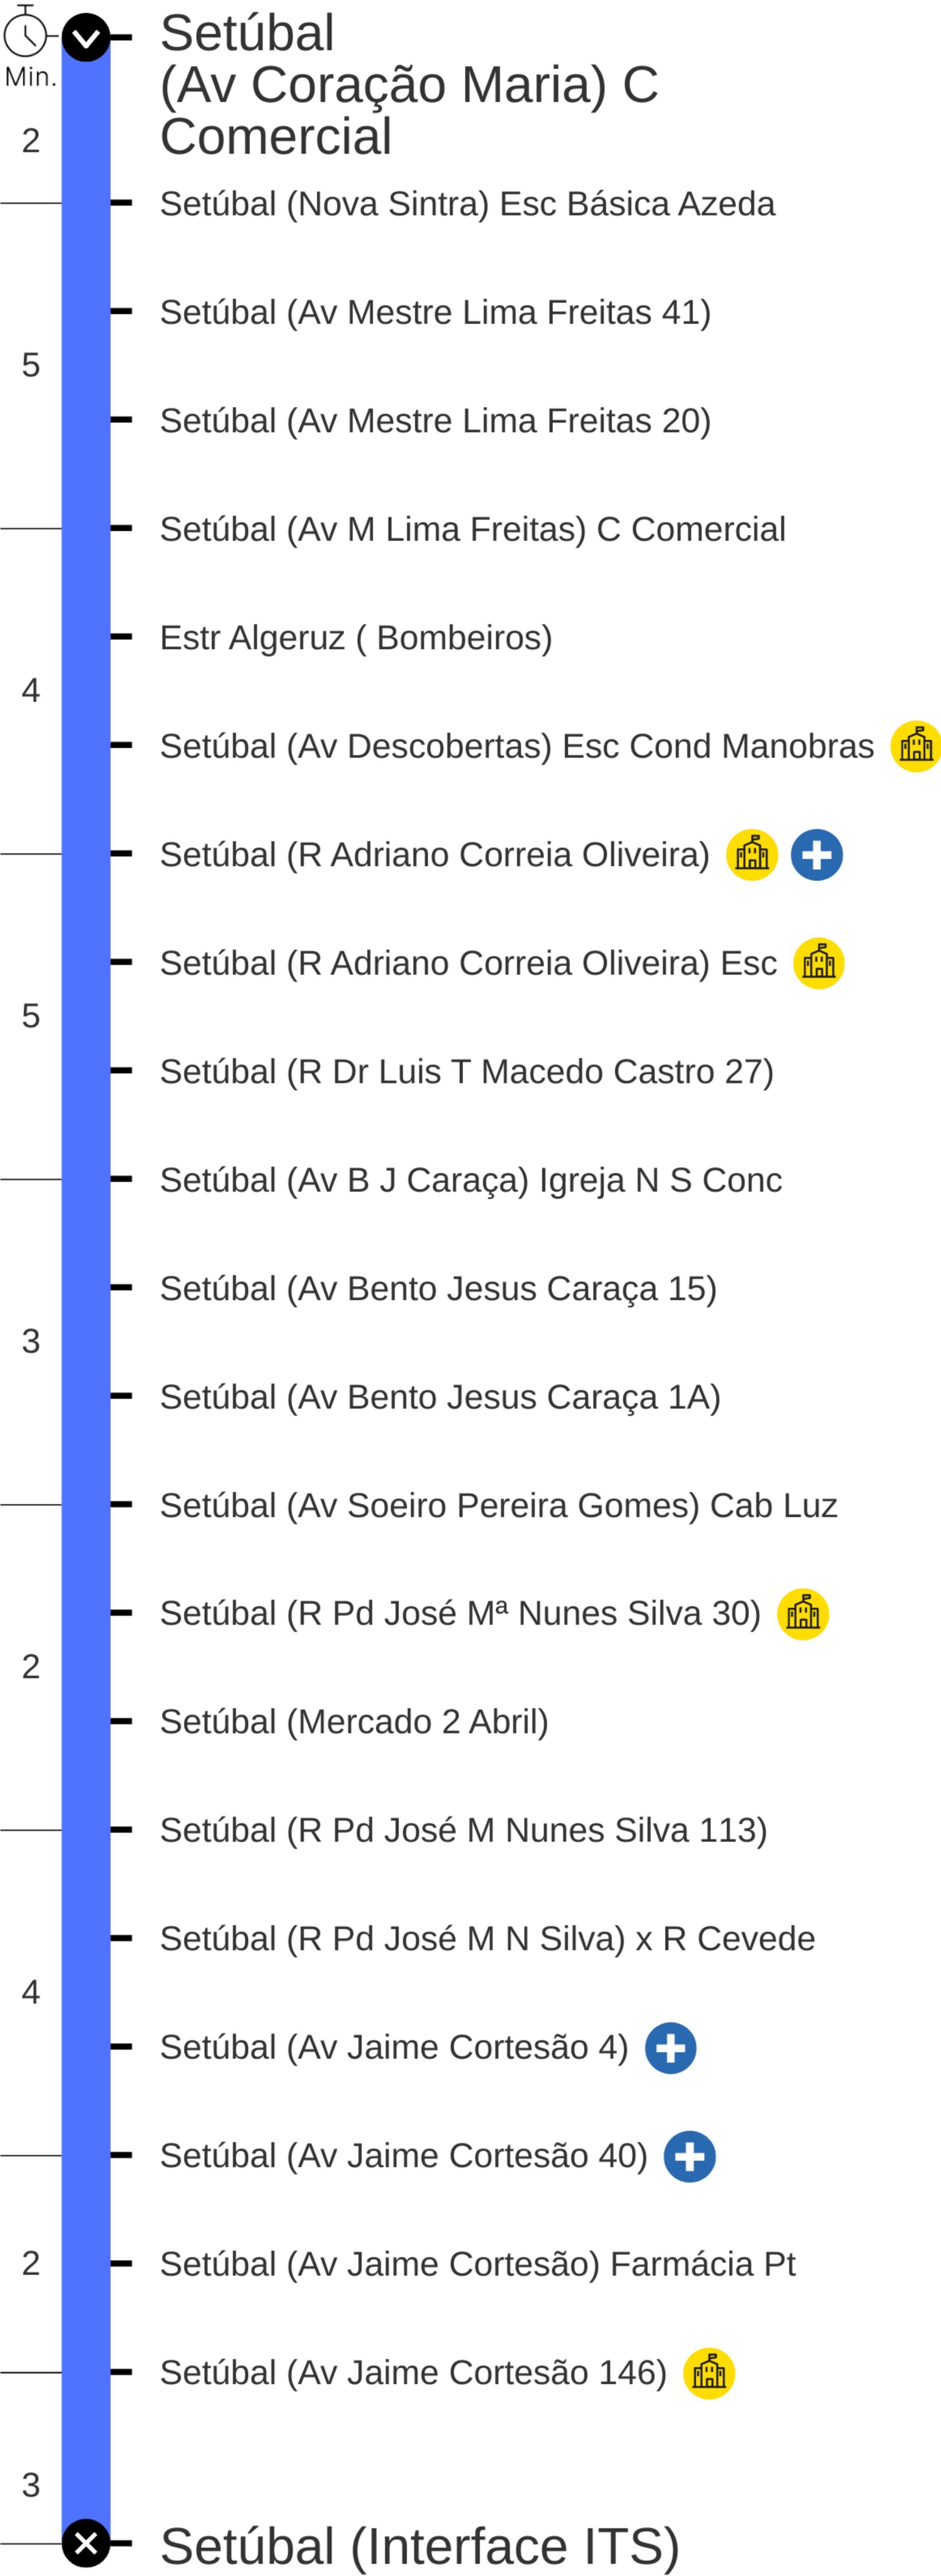 Min.
Setúbal
(Av Coração Maria) C
Comercial
2
Setúbal (Nova Sintra) Esc Básica Azeda
Setúbal (Av Mestre Lima Freitas 41)
5
Setúbal (Av Mestre Lima Freitas 20)
Setúbal (Av M Lima Freitas) C Comercial
Estr Algeruz ( Bombeiros)
4
Setúbal (Av Descobertas) Esc Cond Manobras
Setúbal (R Adriano Correia Oliveira)
Setúbal (R Adriano Correia Oliveira) Esc
5
Setúbal (R Dr Luis T Macedo Castro 27)
Setúbal (Av B J Caraça) Igreja N S Conc
Setúbal (Av Bento Jesus Caraça 15)
3
Setúbal (Av Bento Jesus Caraça 1A)
Setúbal (Av Soeiro Pereira Gomes) Cab Luz
Setúbal (R Pd José Mª Nunes Silva 30)
2
Setúbal (Mercado 2 Abril)
Setúbal (R Pd José M Nunes Silva 113)
Setúbal (R Pd José M N Silva) x R Cevede
4
Setúbal (Av Jaime Cortesão 4)
Setúbal (Av Jaime Cortesão 40)
2
Setúbal (Av Jaime Cortesão) Farmácia Pt
Setúbal (Av Jaime Cortesão 146)
3
Setúbal (Interface ITS)